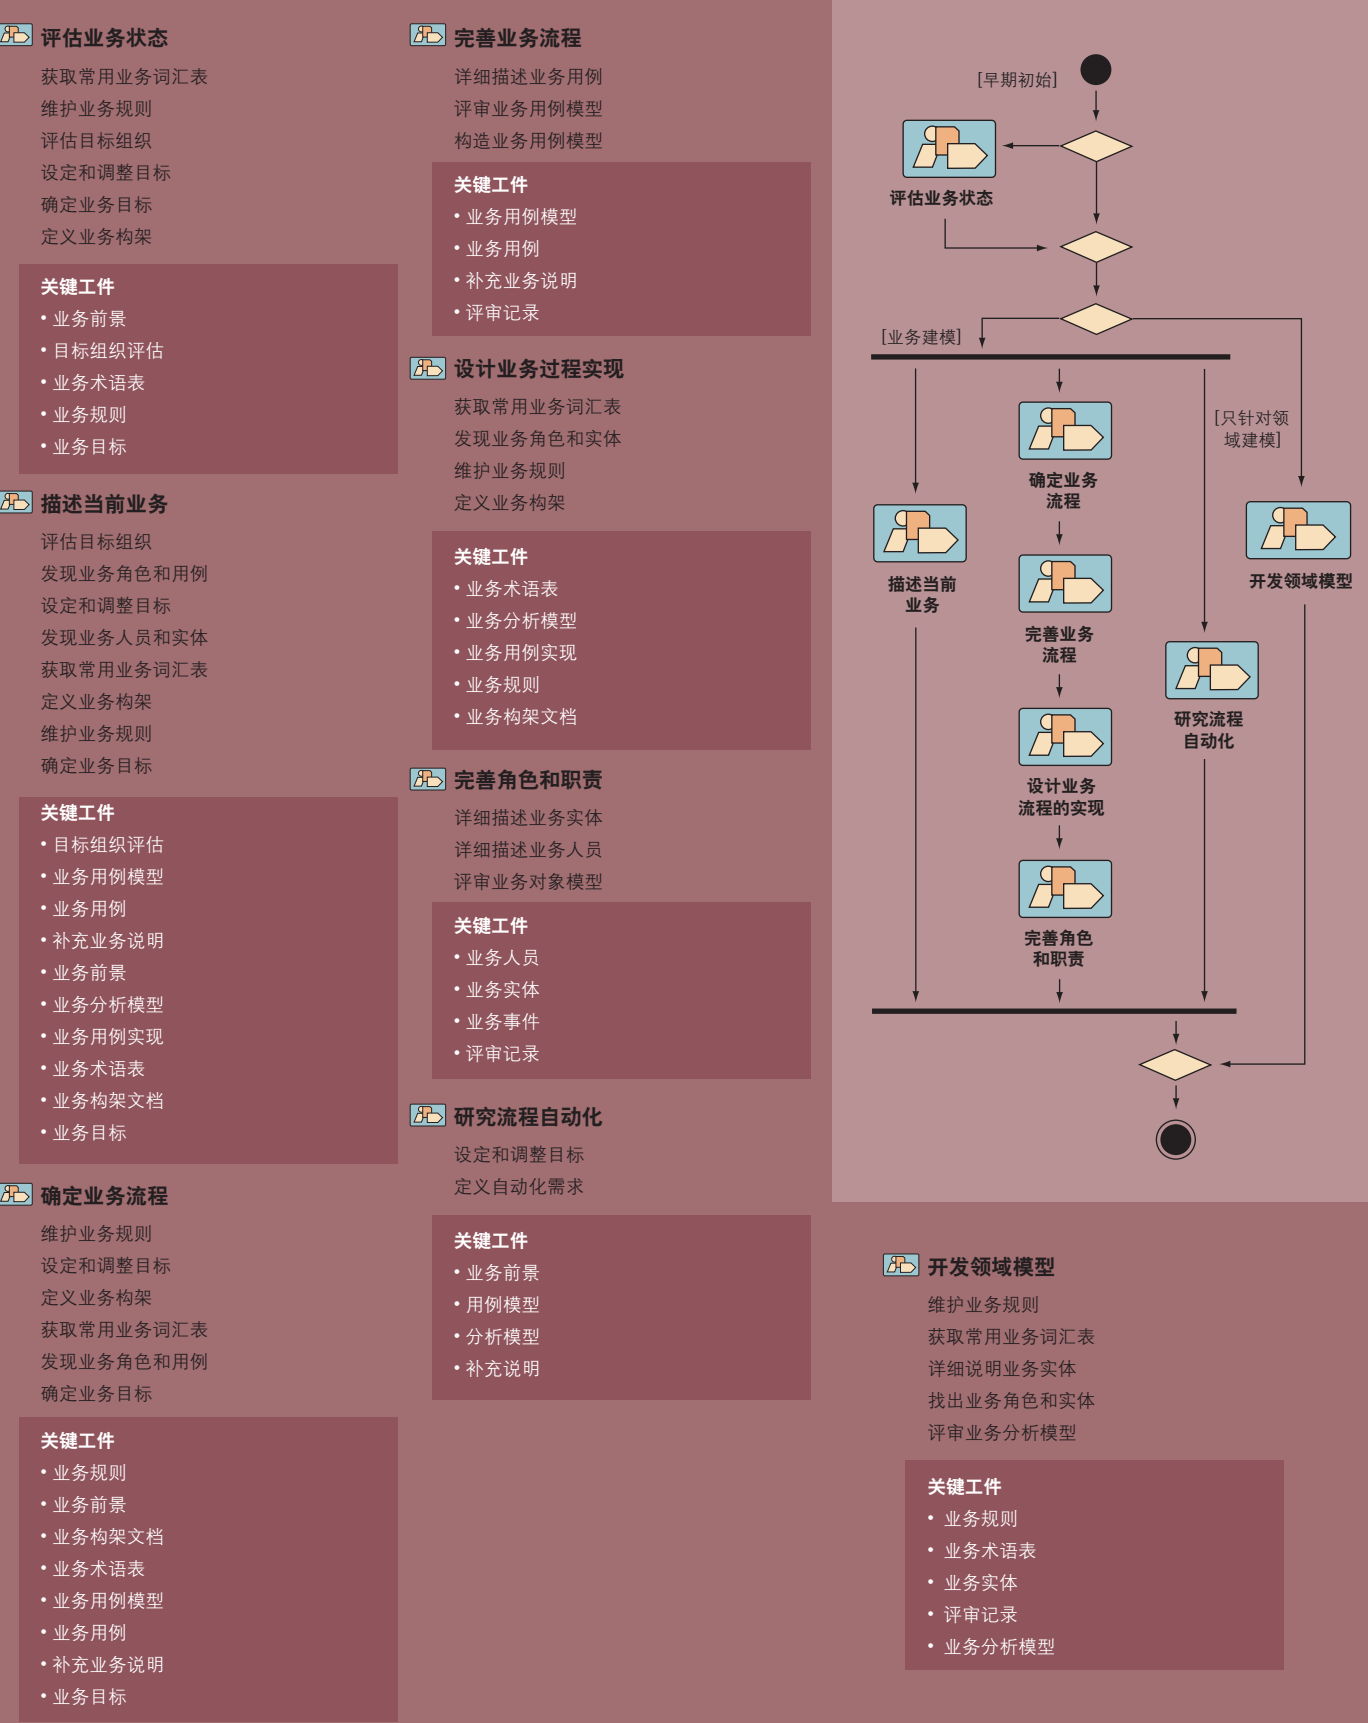 评估业务状态
获取常用业务词汇表
维护业务规则
评估目标组织
设定和调整目标
确定业务目标
定义业务构架
关键工件
• 业务前景
• 目标组织评估
• 业务术语表
• 业务规则
• 业务目标
描述当前业务
评估目标组织
发现业务角色和用例
设定和调整目标
发现业务人员和实体
获取常用业务词汇表
定义业务构架
维护业务规则
确定业务目标
关键工件
• 目标组织评估
• 业务用例模型
• 业务用例
• 补充业务说明
• 业务前景
• 业务分析模型
• 业务用例实现
• 业务术语表
• 业务构架文档
• 业务目标
确定业务流程
维护业务规则
设定和调整目标
定义业务构架
获取常用业务词汇表
发现业务角色和用例
确定业务目标
关键工件
• 业务规则
• 业务前景
• 业务构架文档
• 业务术语表
• 业务用例模型
• 业务用例
• 补充业务说明
• 业务目标
完善业务流程
详细描述业务用例
评审业务用例模型
构造业务用例模型
关键工件
• 业务用例模型
• 业务用例
• 补充业务说明
• 评审记录
设计业务过程实现
获取常用业务词汇表
发现业务角色和实体
维护业务规则
定义业务构架
关键工件
• 业务术语表
• 业务分析模型
• 业务用例实现
• 业务规则
• 业务构架文档
完善角色和职责
详细描述业务实体
详细描述业务人员
评审业务对象模型
关键工件
• 业务人员
• 业务实体
• 业务事件
• 评审记录
研究流程自动化
设定和调整目标
定义自动化需求
关键工件
• 业务前景
• 用例模型
• 分析模型
• 补充说明
[早期初始]
评估业务状态
[业务建模]
[只针对领
域建模]
确定业务
流程
描述当前
业务
开发领域模型
完善业务
流程
研究流程
自动化
设计业务
流程的实现
完善角色
和职责
开发领域模型
维护业务规则
获取常用业务词汇表
详细说明业务实体
找出业务角色和实体
评审业务分析模型
关键工件
• 业务规则
• 业务术语表
• 业务实体
• 评审记录
• 业务分析模型